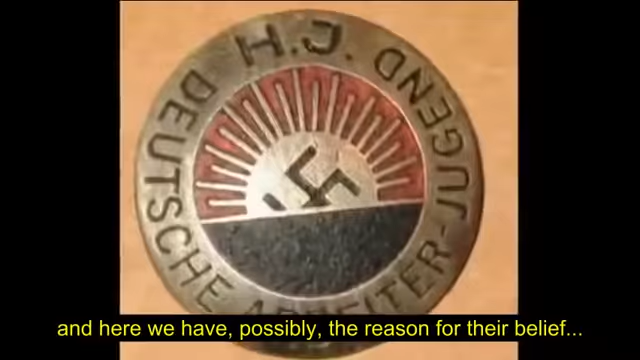 H.J.
DEUTSCHE ARBEITER-JUGEND
and here we have, possibly, the reason for their belief...